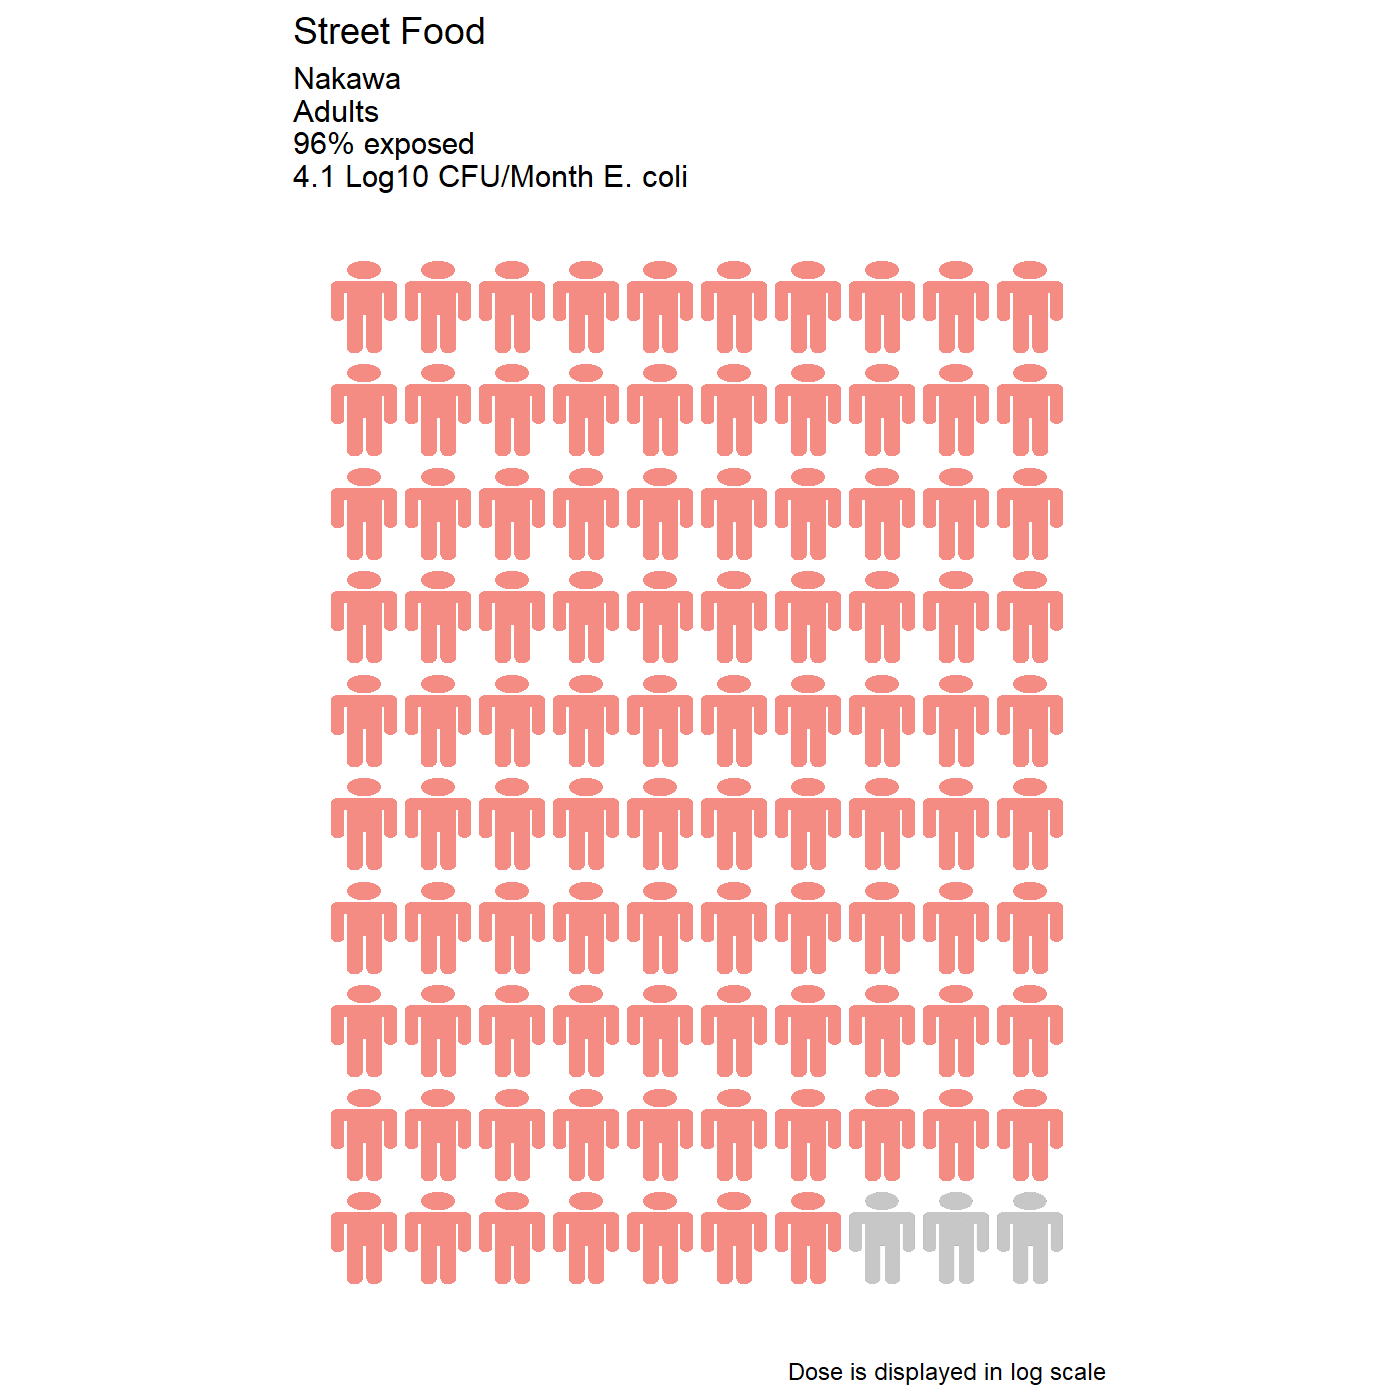 Street Food
Nakawa
Adults
96% exposed
4.1 Log10 CFU/Month E. coli
Dose is displayed in log scale